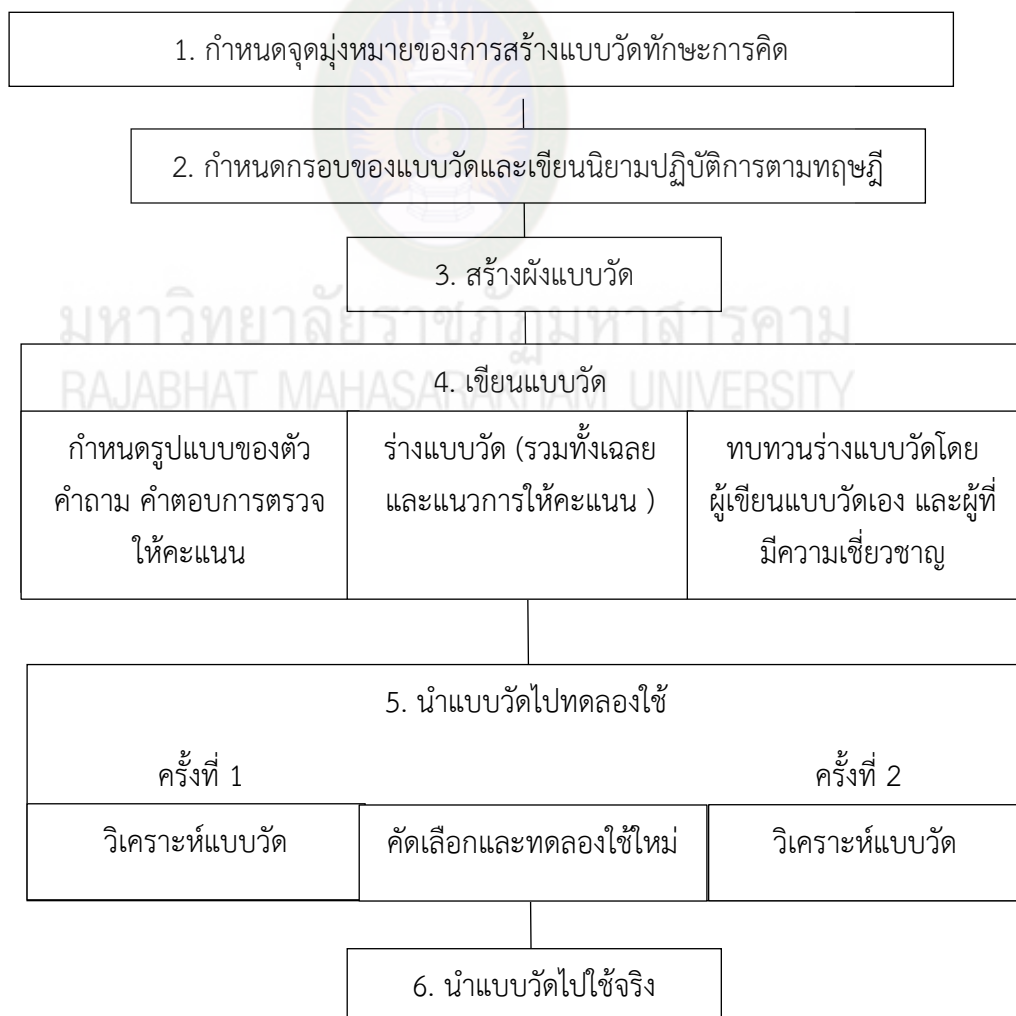 1. กำหนดจุดมุ่งหมายของการสร้างแบบวัดทักษะการคิด
2. กำหนดกรอบของแบบวัดและเขียนนิยามปฏิบัติการตามทฤษฎี
3. สร้างผังแบบวัด
มหาวิทยาลัยราชภัฏมหาสารคาม
4. เขียนแบบวัด
RAJABHAT MAHASARAKHAM UNIVERSITY
กำหนดรูปแบบของตัว
คำถาม คำตอบการตรวจ
ให้คะแนน
ร่างแบบวัด (รวมทั้งเฉลย
และแนวการให้คะแนน )
ทบทวนร่างแบบวัดโดย
ผู้เขียนแบบวัดเอง และผู้ที่
มีความเชี่ยวชาญ
5. นำแบบวัดไปทดลองใช้
ครั้งที่ 1
ครั้งที่ 2
วิเคราะห์แบบวัด
คัดเลือกและทดลองใช้ใหม่
วิเคราะห์แบบวัด
6. นำแบบวัดไปใช้จริง